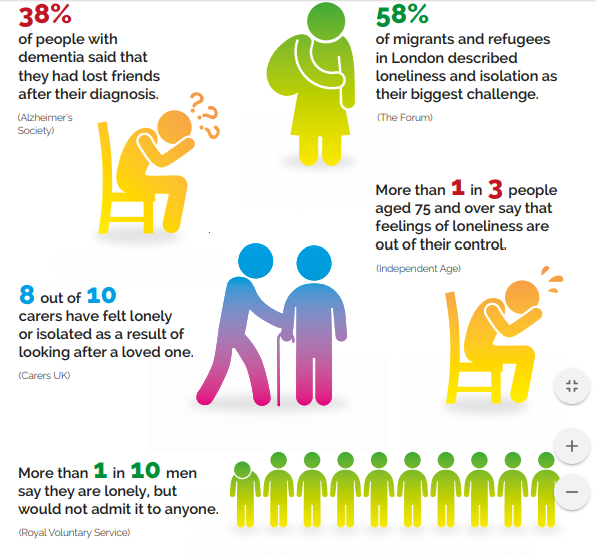 38%
of people with
dementia said that
they had lost friends
after their diagnosis.
(Alzheimer's
Society)
58%
of migrants and refugees
in London described
loneliness and isolation as
their biggest challenge.
(The Forum)
More than 1 in 3 people
aged 75 and over say that
feelings of loneliness are
out of their control.
(Independent Age)
8 out of 10
carers have felt lonely
or isolated as a result of
looking after a loved one.
(Carers UK)
More than 1 in 10 men
say they are lonely, but
would not admit it to anyone.
(Royal Voluntary Service)